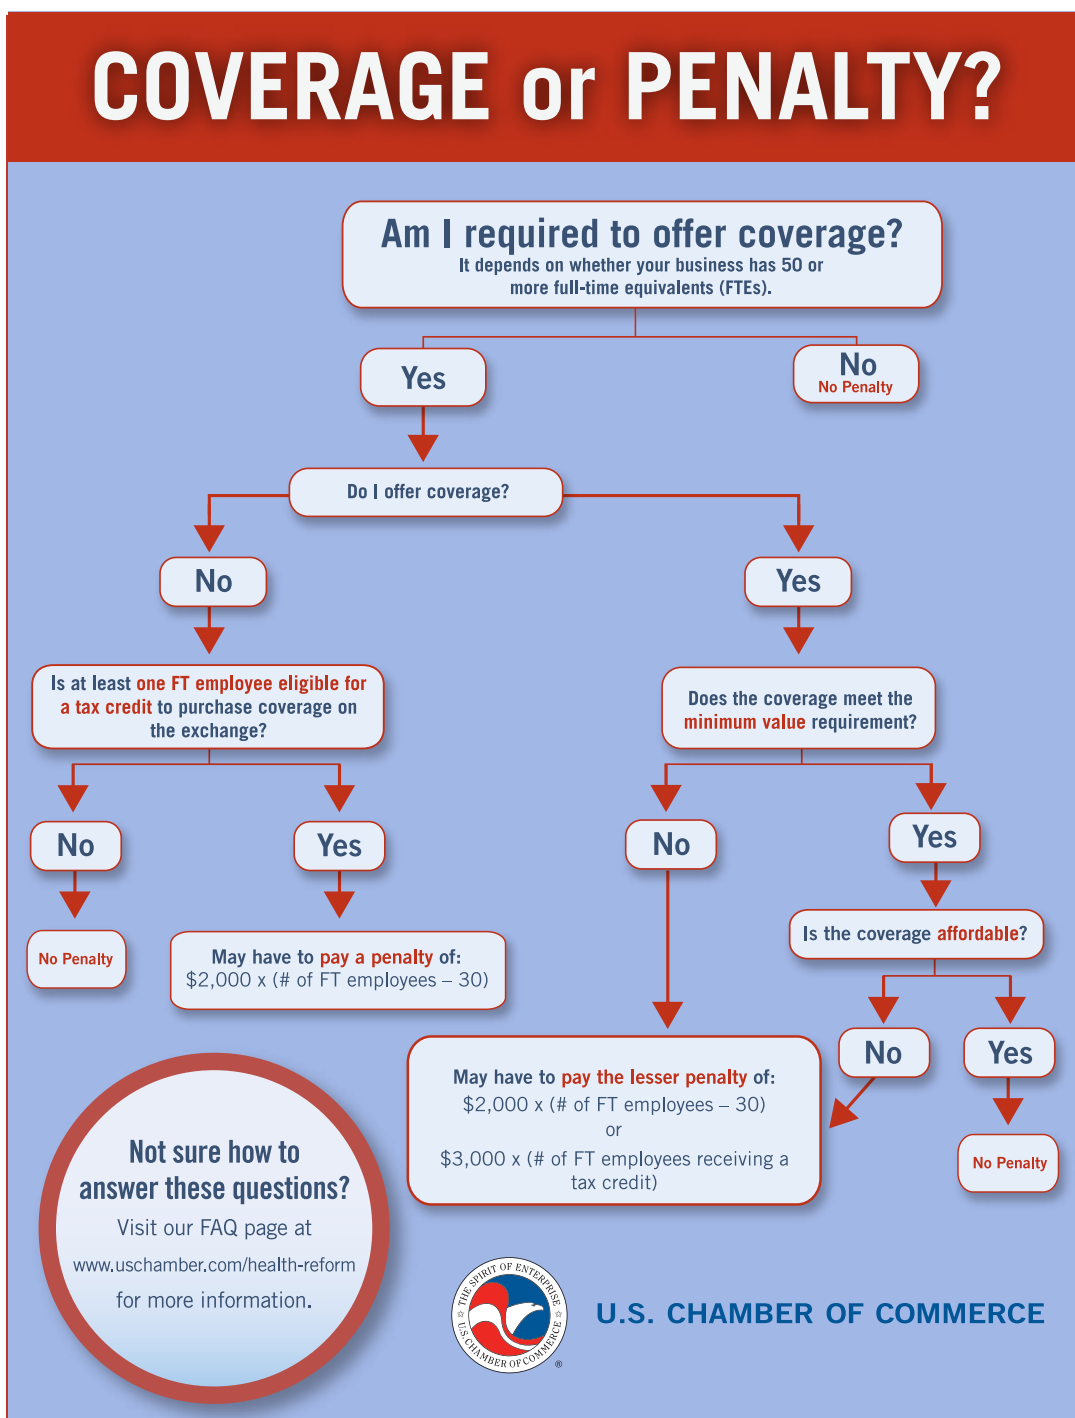 COVERAGE or PENALTY?
Am I required to offer coverage?
It depends on whether your business has 50 or
more full-time equivalents (FTEs).
Yes
No
No Penalty
Do I offer coverage?
No
Yes
Is at least one FT employee eligible for
a tax credit to purchase coverage on
the exchange?
Does the coverage meet the
minimum value requirement?
No
Yes
No
Yes
No Penalty
May have to pay a penalty of:
$2,000 x (# of FT employees – 30)
Is the coverage affordable?
No
Yes
May have to pay the lesser penalty of:
$2,000 x (# of FT employees – 30)
or
$3,000 x (# of FT employees receiving a
tax credit)
No Penalty
Not sure how to
answer these questions?
Visit our FAQ page at
www.uschamber.com/health-reform
for more information.
THE SPIRIT OF ENTERPRISE
U.S. CHAMBER OF COMMERCE
®
U.S. CHAMBER OF COMMERCE